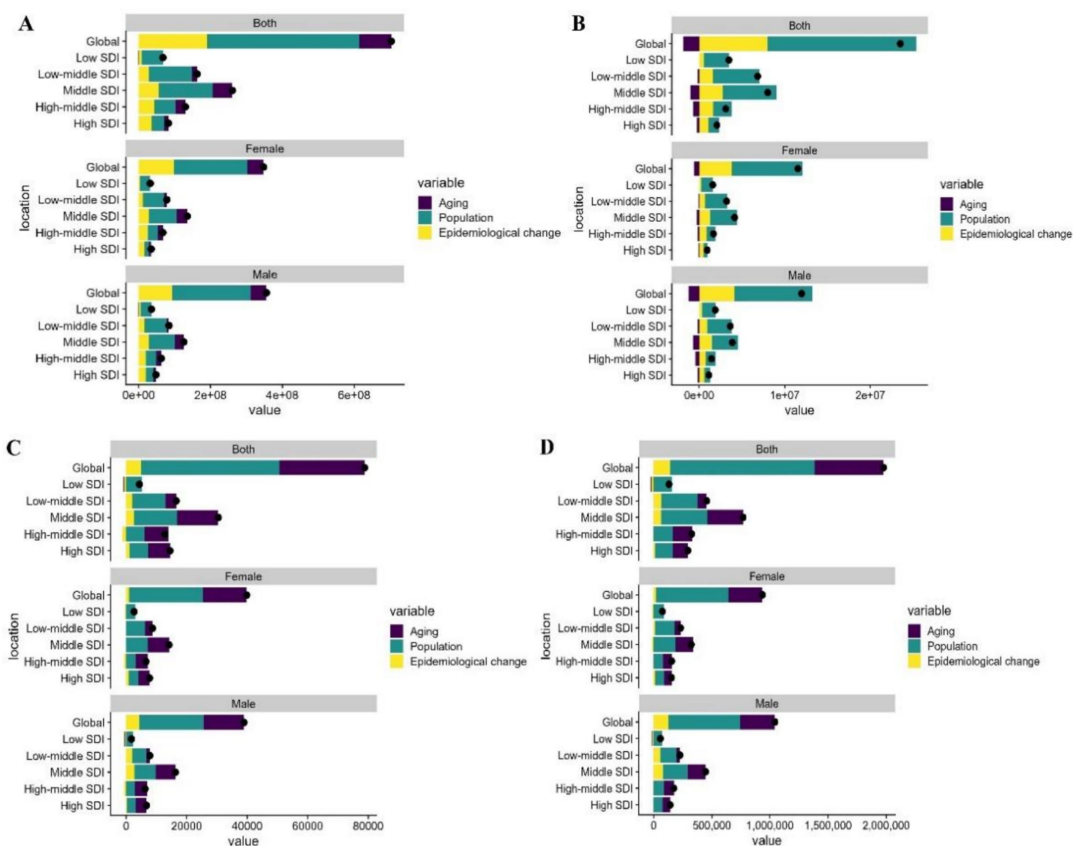 A
Both
Global
Low SDI
Low-middle SDI
Middle SDI
High-middle SDI
High SDI
Female
Global
Low SDI
Low-middle SDI
Middle SDI
High-middle SDI
High SDI
Male
Global
Low SDI
Low-middle SDI
Middle SDI
High-middle SDI
High SDI
location
0e+00 2e+08 4e+08 6e+08
value
variable
Aging
Population
Epidemiological change
B
Both
Global
Low SDI
Low-middle SDI
Middle SDI
High-middle SDI
High SDI
Female
Global
Low SDI
Low-middle SDI
Middle SDI
High-middle SDI
High SDI
Male
Global
Low SDI
Low-middle SDI
Middle SDI
High-middle SDI
High SDI
location
0e+00 1e+07 2e+07
value
variable
Aging
Population
Epidemiological change
C
Both
Global
Low SDI
Low-middle SDI
Middle SDI
High-middle SDI
High SDI
Female
Global
Low SDI
Low-middle SDI
Middle SDI
High-middle SDI
High SDI
Male
Global
Low SDI
Low-middle SDI
Middle SDI
High-middle SDI
High SDI
location
0 20000 40000 60000 80000
value
variable
Aging
Population
Epidemiological change
D
Both
Global
Low SDI
Low-middle SDI
Middle SDI
High-middle SDI
High SDI
Female
Global
Low SDI
Low-middle SDI
Middle SDI
High-middle SDI
High SDI
Male
Global
Low SDI
Low-middle SDI
Middle SDI
High-middle SDI
High SDI
location
0 500,000 1,000,000 1,500,000 2,000,000
value
variable
Aging
Population
Epidemiological change